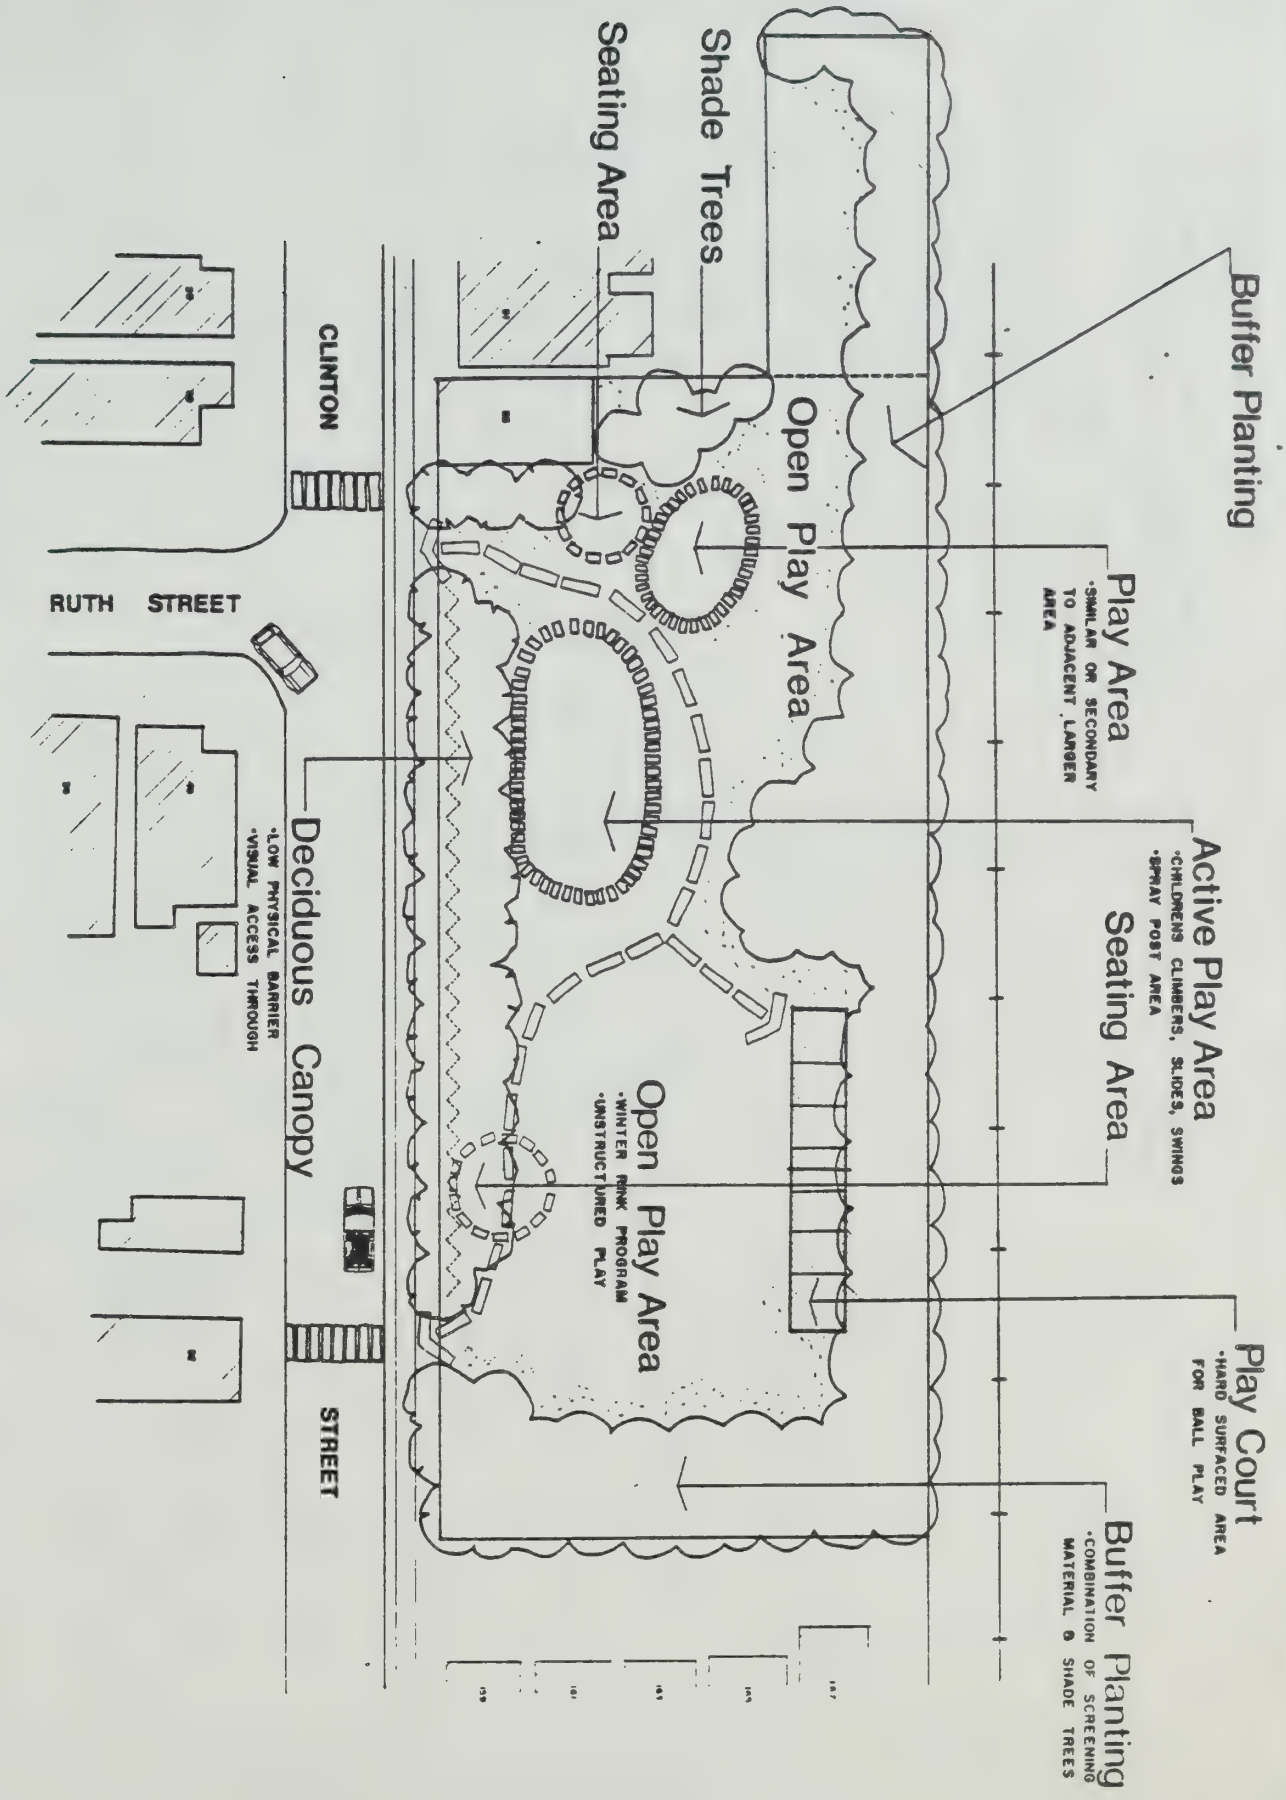 Buffer Planting
Shade Trees
Seating Area
Play Area
•SIMILAR OR SECONDARY
TO ADJACENT LARGER
AREA
Active Play Area
•CHILDRENS CLIMBERS, SLIDES, SWINGS
•SPRAY POST AREA
Seating Area
Play Court
•HARD SURFACED AREA
FOR BALL PLAY
Buffer Planting
•COMBINATION OF SCREENING
MATERIAL & SHADE TREES
Open Play Area
Open Play Area
•WINTER RINK PROGRAM
•UNSTRUCTURED PLAY
CLINTON
STREET
RUTH STREET
Deciduous Canopy
•LOW PHYSICAL BARRIER
•VISUAL ACCESS THROUGH
159
161
167